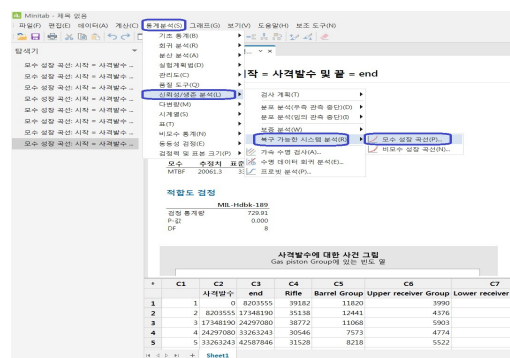 Minitab - 제목 없음
파일(F) 편집(E) 데이터(A) 계산(C) 통계분석(S) 그래프(G) 보기(V) 도움말(H) 보조 도구(N)
탐색기
모수 성장 곡선: 시작 = 사격발수 ...
모수 성장 곡선: 시작 = 사격발수 ...
모수 성장 곡선: 시작 = 사격발수 ...
모수 성장 곡선: 시작 = 사격발수 ...
모수 성장 곡선: 시작 = 사격발수 ...
모수 성장 곡선: 시작 = 사격발수 ...
모수 성장 곡선: 시작 = 사격발수 ...
모수 성장 곡선: 시작 = 사격발수 ...
기초 통계(B)
회귀 분석(R)
분산 분석(A)
실험계획법(D)
관리도(C)
품질 도구(Q)
신뢰성/생존 분석(L)
다변량(M)
시계열(S)
표(T)
비모수 통계(N)
동등성 검정(E)
검정력 및 표본 크기(P)
작 = 사격발수 및 끝 = end
검사 계획(T)
분포 분석(우측 관측 중단)(D)
분포 분석(임의 관측 중단)(I)
보증 분석(W)
복구 가능한 시스템 분석(R)
가속 수명 검사(A)...
수명 데이터 회귀 분석(E)...
프로빗 분석(P)...
모수 성장 곡선(P)...
비모수 성장 곡선(N)...
모수 추정치 표준
MTBF 20061.3
적합도 검정
MIL-Hdbk-189
검정 통계량 729.91
P-값 0.000
DF 8
사격발수에 대한 사건 그림
Gas piston Group에 있는 빈도 열
C1 C2 C3 C4 C5 C6 C7
사격발수 end Rifle Barrel Group Upper receiver Group Lower receiver
1 1 0 8203555 39182 11820 3990
2 2 8203555 17348190 35138 12441 4376
3 3 17348190 24297080 38772 11068 5903
4 4 24297080 33263243 30546 7573 4774
5 5 33263243 42587846 31528 8218 5522
Sheet1